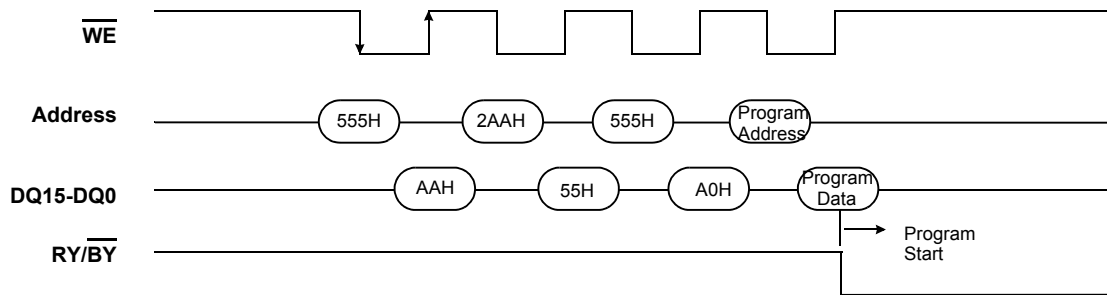 WE
Address 555H 2AAH 555H Program
Address
DQ15-DQ0 AAH 55H A0H Program
Data
RY/BY Program
Start